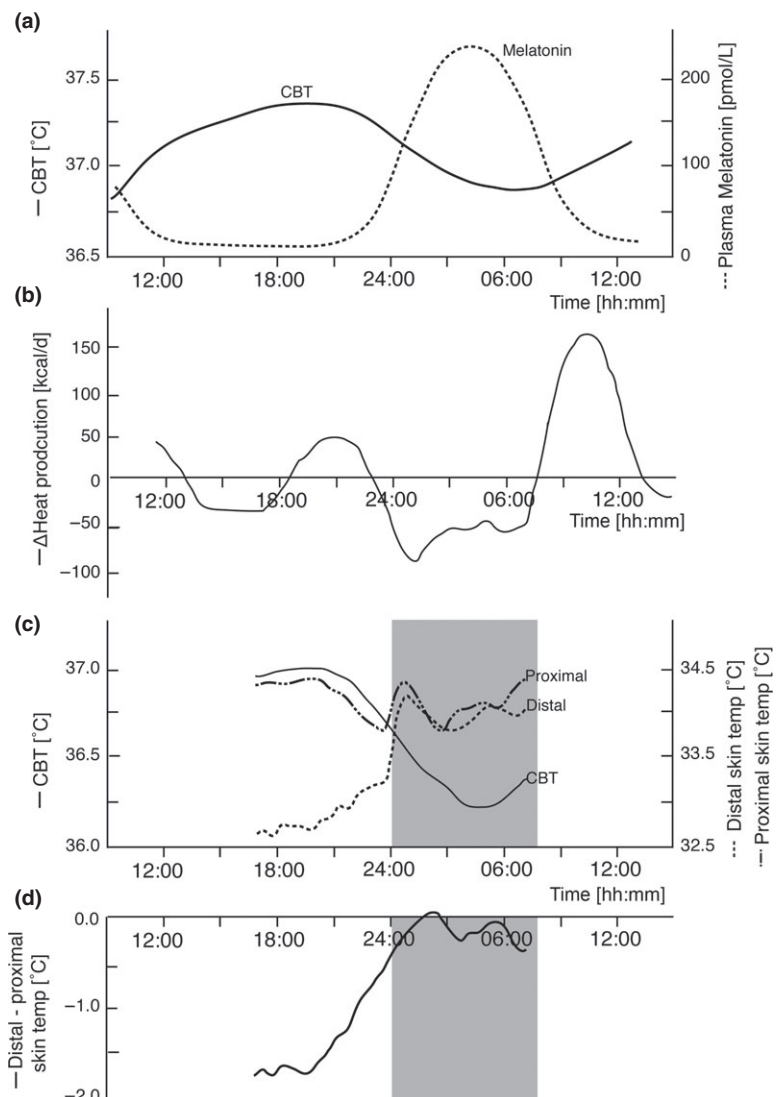 (a)
37.5
37.0
36.5
— CBT [˚C]
CBT
Melatonin
200
100
0
--- Plasma Melatonin [pmol/L]
12:00 18:00 24:00 06:00 12:00
Time [hh:mm]
(b)
150
100
50
0
−50
−100
— ΔHeat prodcution [kcal/d]
12:00 18:00 24:00 06:00 12:00
Time [hh:mm]
(c)
37.0
36.5
36.0
— CBT [˚C]
Proximal
Distal
CBT
34.5
33.5
32.5
--- Distal skin temp [˚C]
·–· Proximal skin temp [˚C]
12:00 18:00 24:00 06:00 12:00
Time [hh:mm]
(d)
0.0
−1.0
−2.0
— Distal - proximal
skin temp [˚C]
12:00 18:00 24:00 06:00 12:00